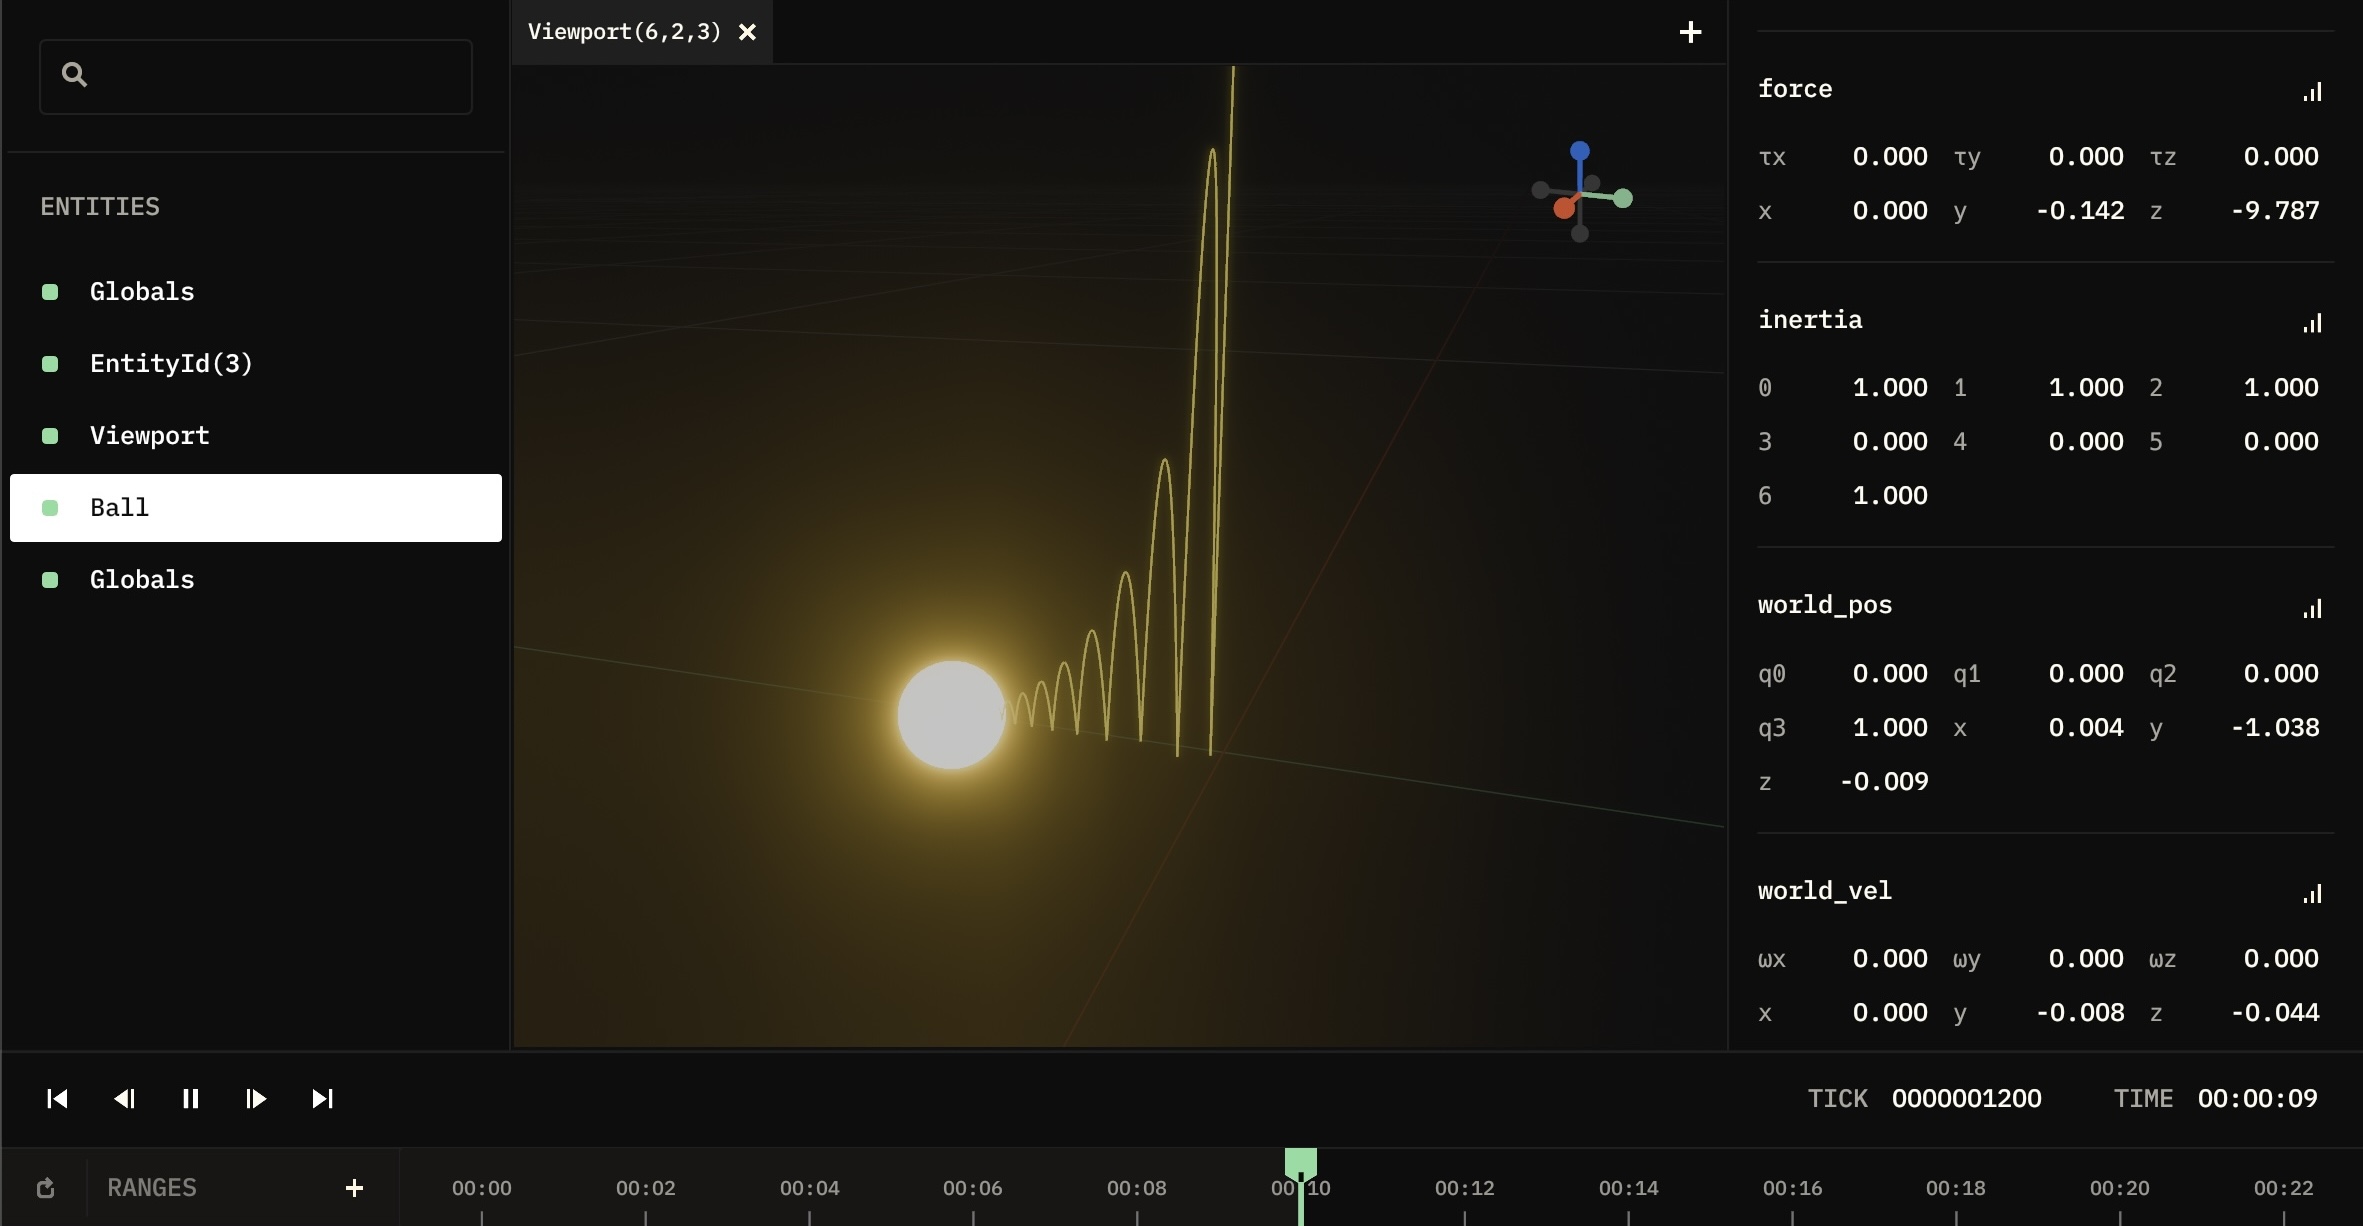 Viewport(6,2,3)
ENTITIES
Globals
EntityId(3)
Viewport
Ball
Globals
force
τx 0.000 τy 0.000 τz 0.000
x 0.000 y -0.142 z -9.787
inertia
0 1.000 1 1.000 2 1.000
3 0.000 4 0.000 5 0.000
6 1.000
world_pos
q0 0.000 q1 0.000 q2 0.000
q3 1.000 x 0.004 y -1.038
z -0.009
world_vel
ωx 0.000 ωy 0.000 ωz 0.000
x 0.000 y -0.008 z -0.044
TICK 0000001200 TIME 00:00:09
RANGES 00:00 00:02 00:04 00:06 00:08 00:10 00:12 00:14 00:16 00:18 00:20 00:22